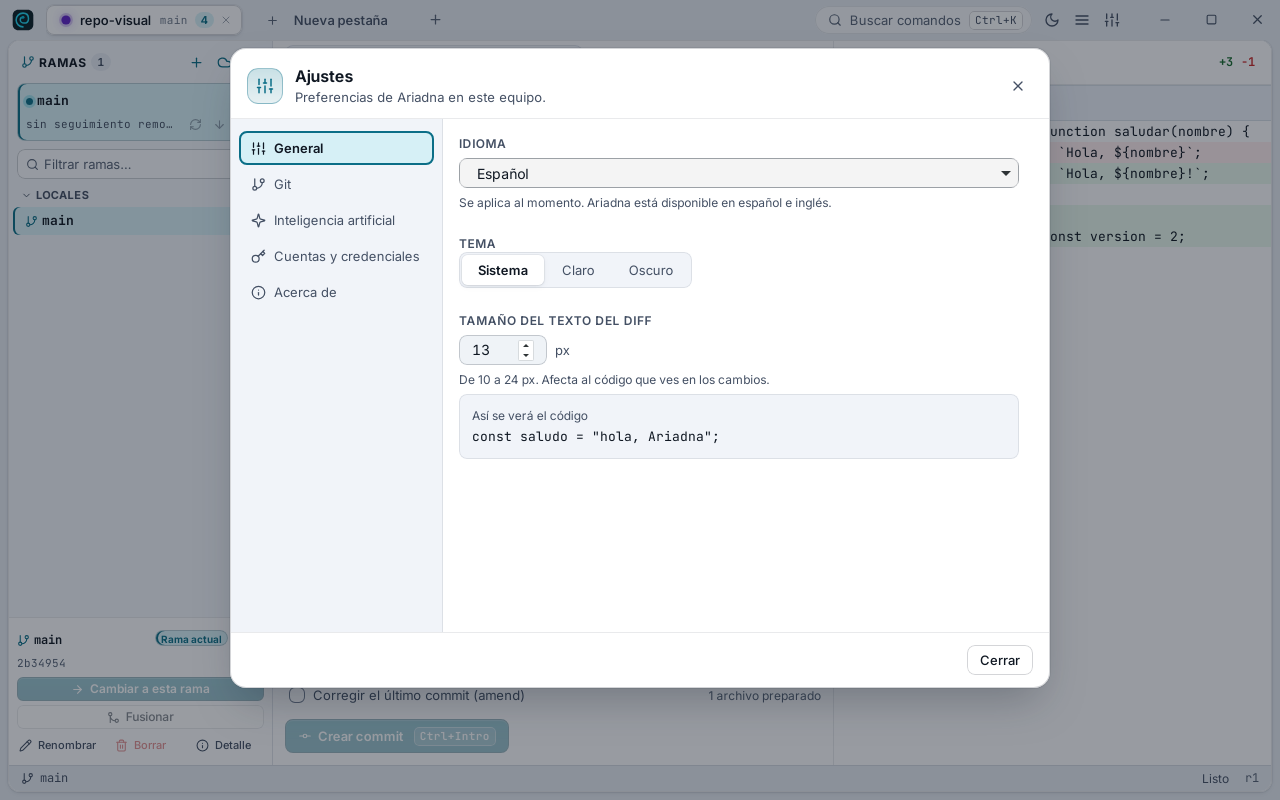 repo-visual main 4
Nueva pestaña
Buscar comandos Ctrl+K
RAMAS 1
main
sin seguimiento remo…
Filtrar ramas...
LOCALES
main
main Rama actual
2b34954
Cambiar a esta rama
Fusionar
Renombrar Borrar Detalle
Ajustes
Preferencias de Ariadna en este equipo.
General
Git
Inteligencia artificial
Cuentas y credenciales
Acerca de
IDIOMA
Español
Se aplica al momento. Ariadna está disponible en español e inglés.
TEMA
Sistema Claro Oscuro
TAMAÑO DEL TEXTO DEL DIFF
13 px
De 10 a 24 px. Afecta al código que ves en los cambios.
Así se verá el código
const saludo = "hola, Ariadna";
Cerrar
Corregir el último commit (amend) 1 archivo preparado
Crear commit Ctrl+Intro
+3 -1
unction saludar(nombre) {
`Hola, ${nombre}`;
`Hola, ${nombre}!`;
onst version = 2;
main
Listo r1